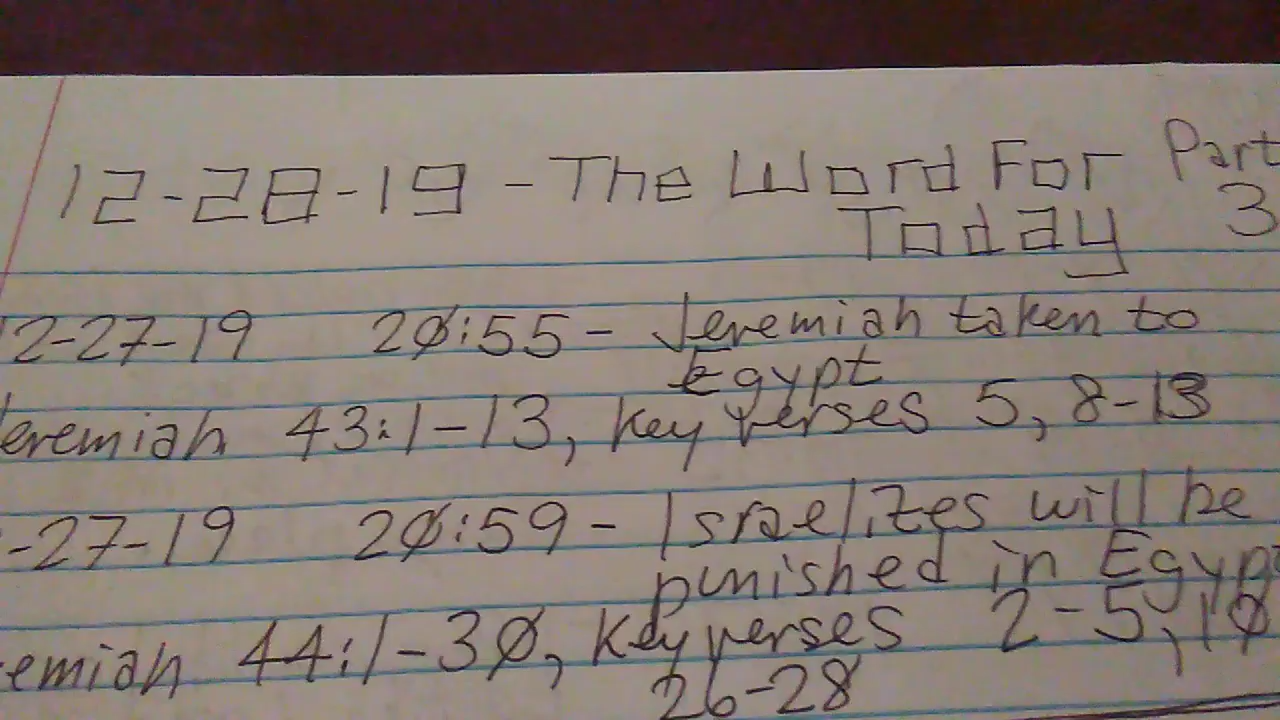 12-28-19 - The Word For Part
Today 3
2-27-19 20:55 - Jeremiah taken to
Egypt
eremiah 43:1-13, key verses 5, 8-13
-27-19 20:59 - Israelites will be
punished in Egyp
emiah 44:1-30, key verses 2-5, 10
26-28